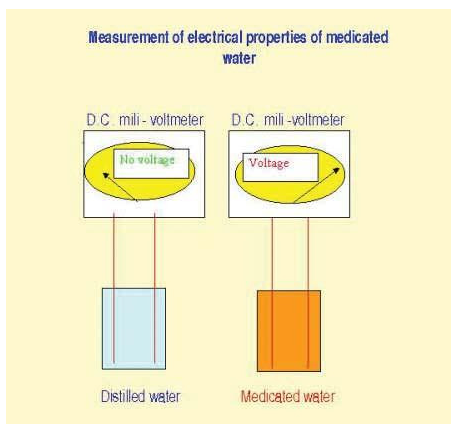 Measurement of electrical properties of medicated
water
D.C. mili - voltmeter
D.C. mili -voltmeter
No voltage
Voltage
Distilled water
Medicated water